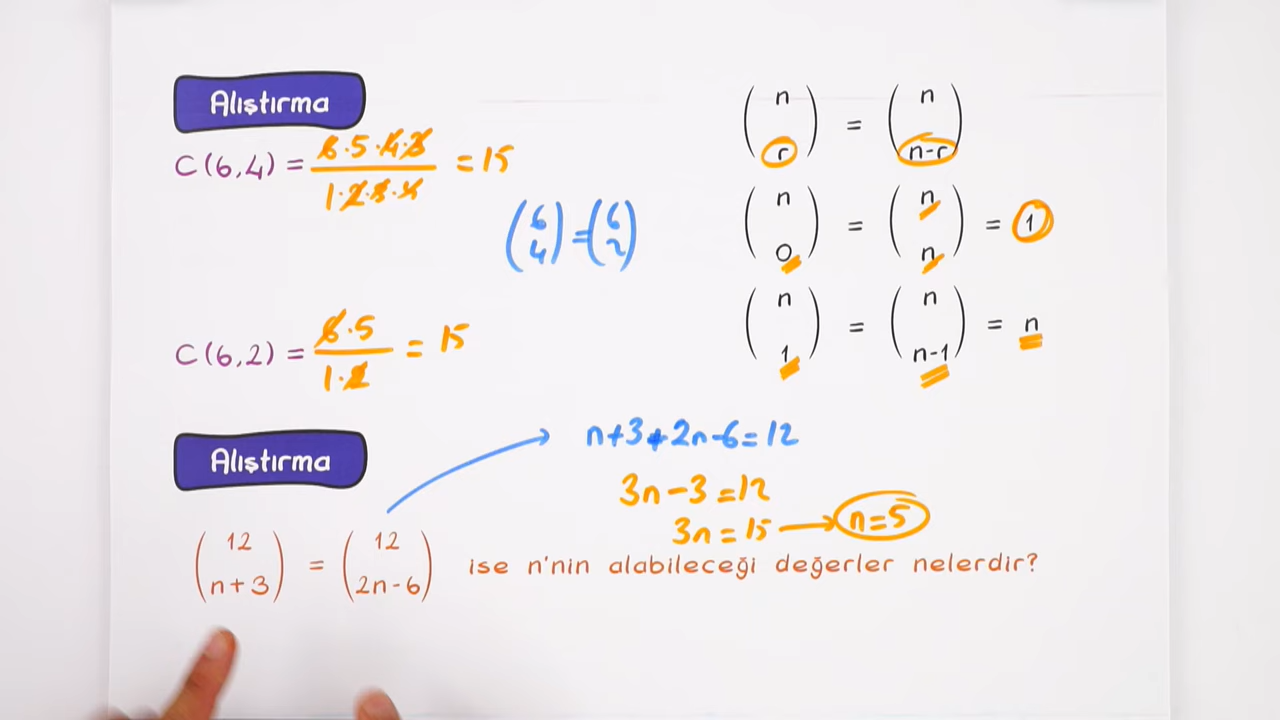 Alıştırma
C(6,4) = 6·5·4·3 / 1·2·3·4 = 15
(6 4) = (6 2)
C(6,2) = 6·5 / 1·2 = 15
(n r) = (n n-r)
(n 0) = (n n) = 1
(n 1) = (n n-1) = n
Alıştırma
n+3+2n-6=12
3n-3=12
3n=15 → n=5
(12 n+3) = (12 2n-6) ise n'nin alabileceği değerler nelerdir?